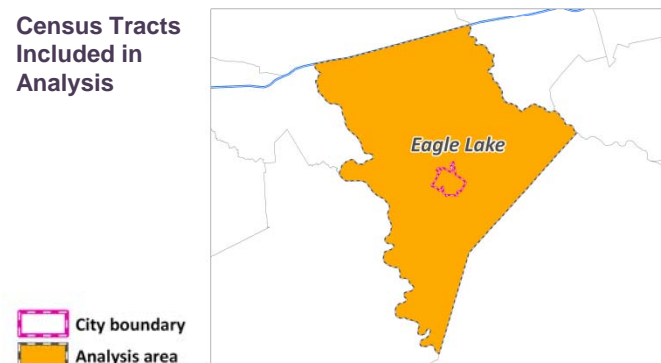 Census Tracts
Included in
Analysis
Eagle Lake
City boundary
Analysis area